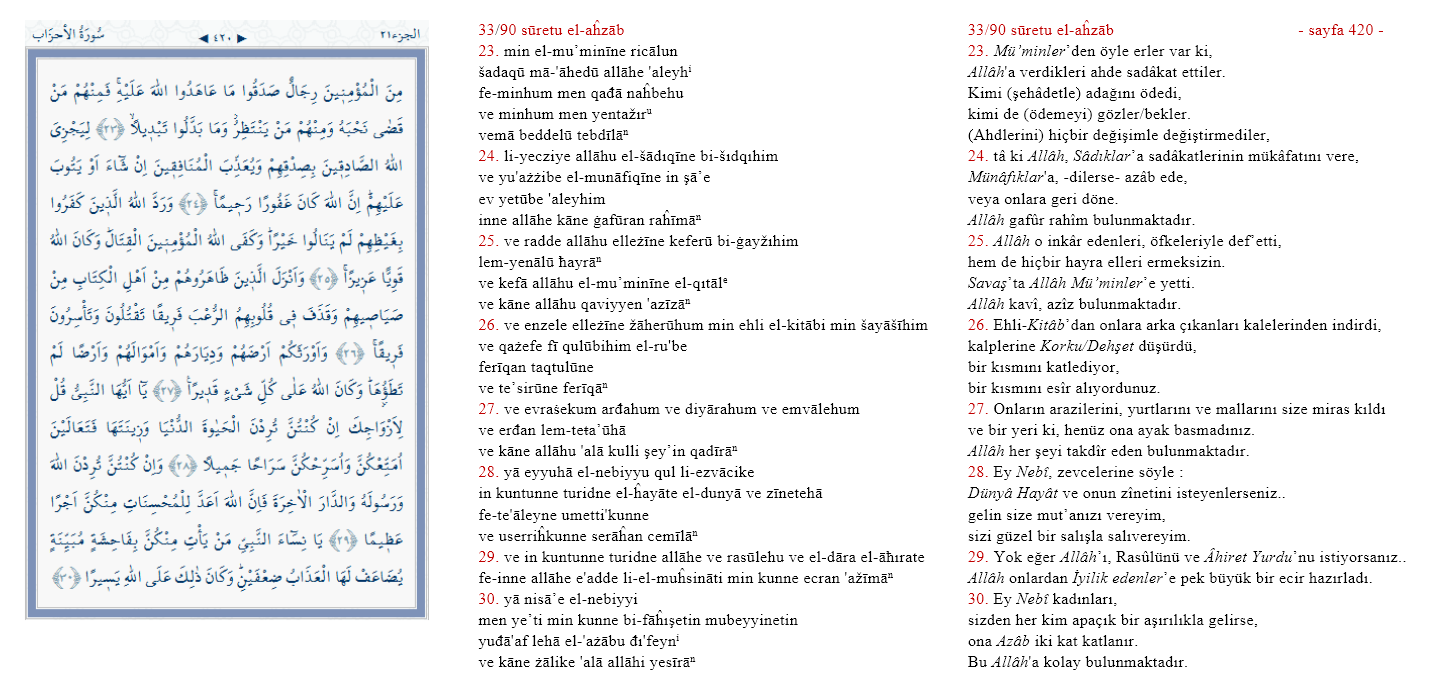 سُورَةُ الْأَحْزَاب ◄ ٤٢٠ ► الجزء٢١
مِنَ الْمُؤْمِنٖينَ رِجَالٌ صَدَقُوا مَا عَاهَدُوا اللّٰهَ عَلَيْهِۚ فَمِنْهُمْ مَنْ
قَضٰى نَحْبَهُ وَمِنْهُمْ مَنْ يَنْتَظِرُۘ وَمَا بَدَّلُوا تَبْدٖيلًاۙ ﴿٢٣﴾ لِيَجْزِىَ
اللّٰهُ الصَّادِقٖينَ بِصِدْقِهِمْ وَيُعَذِّبَ الْمُنَافِقٖينَ اِنْ شَٓاءَ اَوْ يَتُوبَ
عَلَيْهِمْۜ اِنَّ اللّٰهَ كَانَ غَفُورًا رَحٖيمًاۚ ﴿٢٤﴾ وَرَدَّ اللّٰهُ الَّذٖينَ كَفَرُوا
بِغَيْظِهِمْ لَمْ يَنَالُوا خَيْرًاۜ وَكَفَى اللّٰهُ الْمُؤْمِنٖينَ الْقِتَالَۜ وَكَانَ اللّٰهُ
قَوِيًّا عَزٖيزًاۚ ﴿٢٥﴾ وَاَنْزَلَ الَّذٖينَ ظَاهَرُوهُمْ مِنْ اَهْلِ الْكِتَابِ مِنْ
صَيَاصٖيهِمْ وَقَذَفَ فٖى قُلُوبِهِمُ الرُّعْبَ فَرٖيقًا تَقْتُلُونَ وَتَأْسِرُونَ
فَرٖيقًاۚ ﴿٢٦﴾ وَاَوْرَثَكُمْ اَرْضَهُمْ وَدِيَارَهُمْ وَاَمْوَالَهُمْ وَاَرْضًا لَمْ
تَطَؤُ۫هَاۜ وَكَانَ اللّٰهُ عَلٰى كُلِّ شَیْءٍ قَدٖيرًاۚ ﴿٢٧﴾ يَٓا اَيُّهَا النَّبِىُّ قُلْ
لِاَزْوَاجِكَ اِنْ كُنْتُنَّ تُرِدْنَ الْحَيٰوةَ الدُّنْيَا وَزٖينَتَهَا فَتَعَالَيْنَ
اُمَتِّعْكُنَّ وَاُسَرِّحْكُنَّ سَرَاحًا جَمٖيلًا ﴿٢٨﴾ وَاِنْ كُنْتُنَّ تُرِدْنَ اللّٰهَ
وَرَسُولَهُ وَالدَّارَ الْاٰخِرَةَ فَاِنَّ اللّٰهَ اَعَدَّ لِلْمُحْسِنَاتِ مِنْكُنَّ اَجْرًا
عَظٖيمًا ﴿٢٩﴾ يَا نِسَٓاءَ النَّبِىِّ مَنْ يَأْتِ مِنْكُنَّ بِفَاحِشَةٍ مُبَيِّنَةٍ
يُضَاعَفْ لَهَا الْعَذَابُ ضِعْفَيْنِۜ وَكَانَ ذٰلِكَ عَلَى اللّٰهِ يَسٖيرًا ﴿٣٠﴾
33/90 sūretu el-aĥzāb
23. min el-mu’minīne ricālun
šadaqū mā-'āhedū allāhe 'aleyhⁱ
fe-minhum men qađā naĥbehu
ve minhum men yentažırᵘ
vemā beddelū tebdīlāⁿ
24. li-yecziye allāhu el-šādıqīne bi-šıdqıhim
ve yu'ażżibe el-munāfiqīne in şā’e
ev yetūbe 'aleyhim
inne allāhe kāne ġafūran raĥīmāⁿ
25. ve radde allāhu elleżīne keferū bi-ġayžıhim
lem-yenālū ħayrāⁿ
ve kefā allāhu el-mu’minīne el-qıtālᵉ
ve kāne allāhu qaviyyen 'azīzāⁿ
26. ve enzele elleżīne žāherūhum min ehli el-kitābi min šayāšīhim
ve qażefe fī qulūbihim el-ru'be
ferīqan taqtulūne
ve te’sirūne ferīqāⁿ
27. ve evraśekum arđahum ve diyārahum ve emvālehum
ve erđan lem-teŧa’ūhā
ve kāne allāhu 'alā kulli şey’in qadīrāⁿ
28. yā eyyuhā el-nebiyyu qul li-ezvācike
in kuntunne turidne el-ĥayāte el-dunyā ve zīnetehā
fe-te'āleyne umetti'kunne
ve userriĥkunne serāĥan cemīlāⁿ
29. ve in kuntunne turidne allāhe ve rasūlehu ve el-dāra el-āħırate
fe-inne allāhe e'adde li-el-muĥsināti min kunne ecran 'ažīmāⁿ
30. yā nisā’e el-nebiyyi
men ye’ti min kunne bi-fāĥışetin mubeyyinetin
yuđā'af lehā el-'ażābu đı'feynⁱ
ve kāne żālike 'alā allāhi yesīrāⁿ
33/90 sūretu el-aĥzāb - sayfa 420 -
23. Mü’minler’den öyle erler var ki,
Allâh'a verdikleri ahde sadâkat ettiler.
Kimi (şehâdetle) adağını ödedi,
kimi de (ödemeyi) gözler/bekler.
(Ahdlerini) hiçbir değişimle değiştirmediler,
24. tâ ki Allâh, Sâdıklar’a sadâkatlerinin mükâfatını vere,
Münâfıklar'a, -dilerse- azâb ede,
veya onlara geri döne.
Allâh gafûr rahîm bulunmaktadır.
25. Allâh o inkâr edenleri, öfkeleriyle def’etti,
hem de hiçbir hayra elleri ermeksizin.
Savaş’ta Allâh Mü’minler’e yetti.
Allâh kavî, azîz bulunmaktadır.
26. Ehli-Kitâb’dan onlara arka çıkanları kalelerinden indirdi,
kalplerine Korku/Dehşet düşürdü,
bir kısmını katlediyor,
bir kısmını esîr alıyordunuz.
27. Onların arazilerini, yurtlarını ve mallarını size miras kıldı
ve bir yeri ki, henüz ona ayak basmadınız.
Allâh her şeyi takdîr eden bulunmaktadır.
28. Ey Nebî, zevcelerine söyle :
Dünyâ Hayât ve onun zînetini isteyenlerseniz..
gelin size mut’anızı vereyim,
sizi güzel bir salışla salıvereyim.
29. Yok eğer Allâh’ı, Rasûlünü ve Âhiret Yurdu’nu istiyorsanız..
Allâh onlardan İyilik edenler’e pek büyük bir ecir hazırladı.
30. Ey Nebî kadınları,
sizden her kim apaçık bir aşırılıkla gelirse,
ona Azâb iki kat katlanır.
Bu Allâh'a kolay bulunmaktadır.